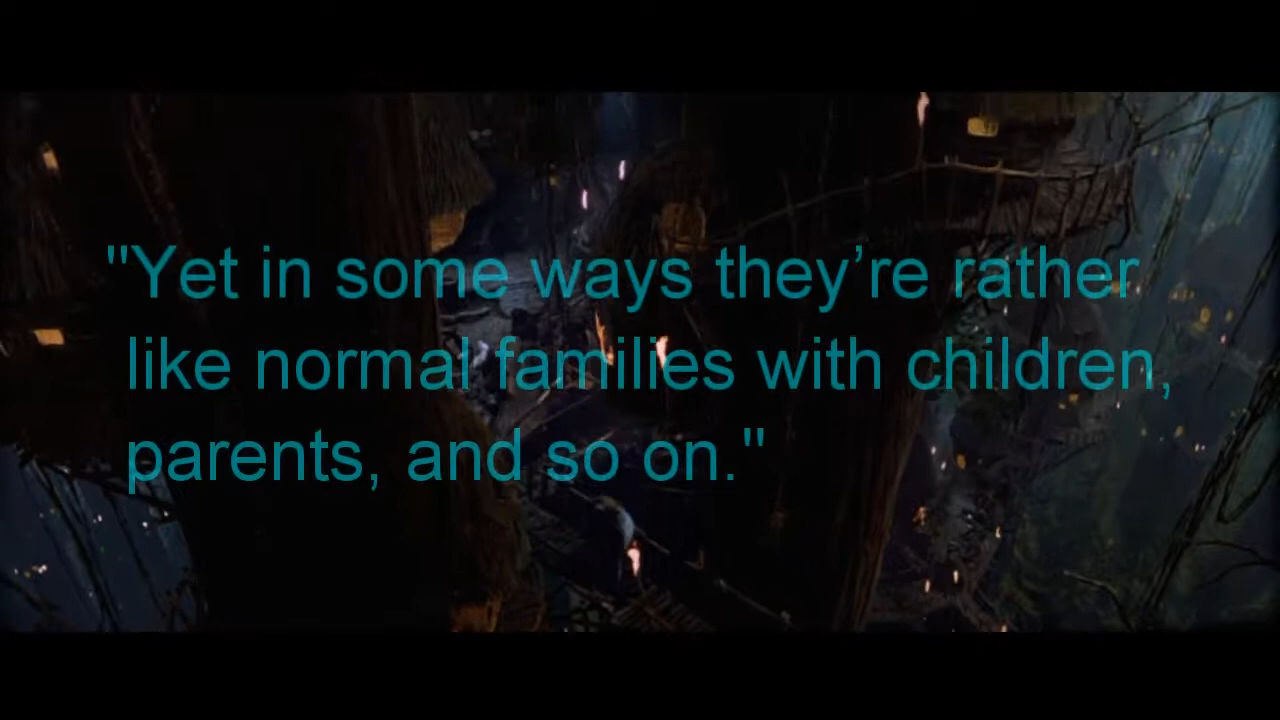 "Yet in some ways they’re rather
like normal families with children,
parents, and so on."